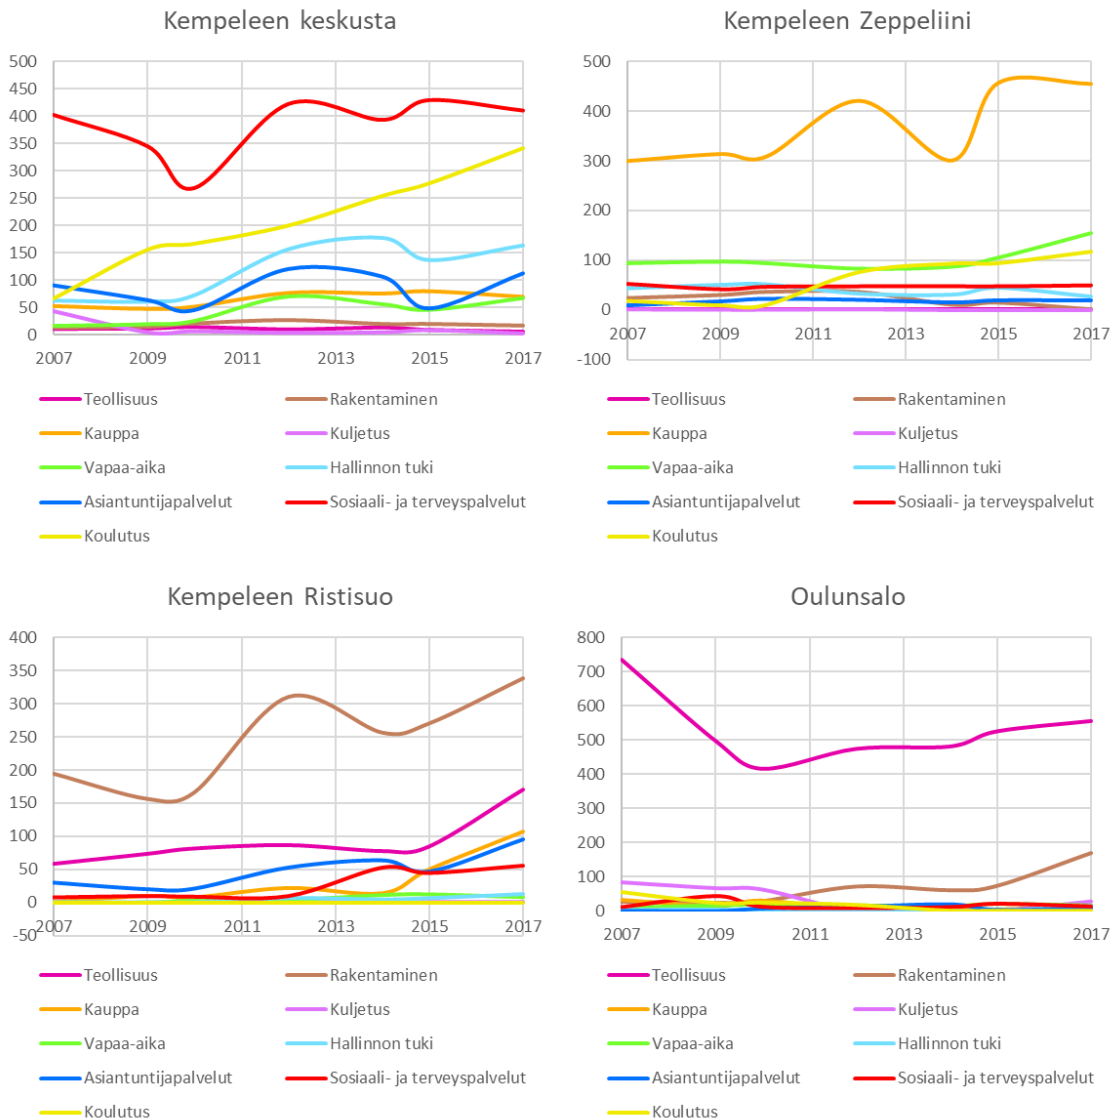 Kempeleen keskusta
500
450
400
350
300
250
200
150
100
50
0
2007 2009 2011 2013 2015 2017
Teollisuus Rakentaminen
Kauppa Kuljetus
Vapaa-aika Hallinnon tuki
Asiantuntijapalvelut Sosiaali- ja terveyspalvelut
Koulutus
Kempeleen Zeppeliini
500
400
300
200
100
0
-100
2007 2009 2011 2013 2015 2017
Teollisuus Rakentaminen
Kauppa Kuljetus
Vapaa-aika Hallinnon tuki
Asiantuntijapalvelut Sosiaali- ja terveyspalvelut
Koulutus
Kempeleen Ristisuo
400
350
300
250
200
150
100
50
0
-50
2007 2009 2011 2013 2015 2017
Teollisuus Rakentaminen
Kauppa Kuljetus
Vapaa-aika Hallinnon tuki
Asiantuntijapalvelut Sosiaali- ja terveyspalvelut
Koulutus
Oulunsalo
800
700
600
500
400
300
200
100
0
2007 2009 2011 2013 2015 2017
Teollisuus Rakentaminen
Kauppa Kuljetus
Vapaa-aika Hallinnon tuki
Asiantuntijapalvelut Sosiaali- ja terveyspalvelut
Koulutus